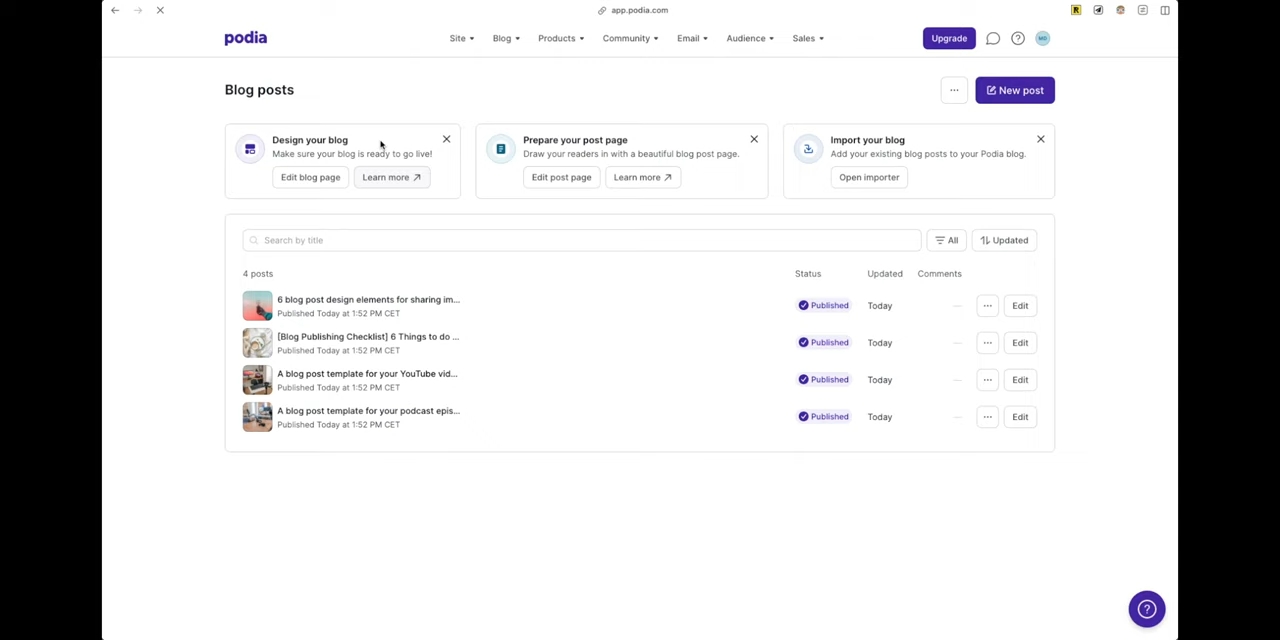 app.podia.com
R
podia
Site
Blog
Products
Community
Email
Audience
Sales
Upgrade
MD
Blog posts
New post
Design your blog
Make sure your blog is ready to go live!
Edit blog page
Learn more
Prepare your post page
Draw your readers in with a beautiful blog post page.
Edit post page
Learn more
Import your blog
Add your existing blog posts to your Podia blog.
Open importer
Search by title
All
Updated
4 posts
Status
Updated
Comments
6 blog post design elements for sharing im...
Published Today at 1:52 PM CET
Published
Today
—
Edit
[Blog Publishing Checklist] 6 Things to do ...
Published Today at 1:52 PM CET
Published
Today
—
Edit
A blog post template for your YouTube vid...
Published Today at 1:52 PM CET
Published
Today
—
Edit
A blog post template for your podcast epis...
Published Today at 1:52 PM CET
Published
Today
—
Edit